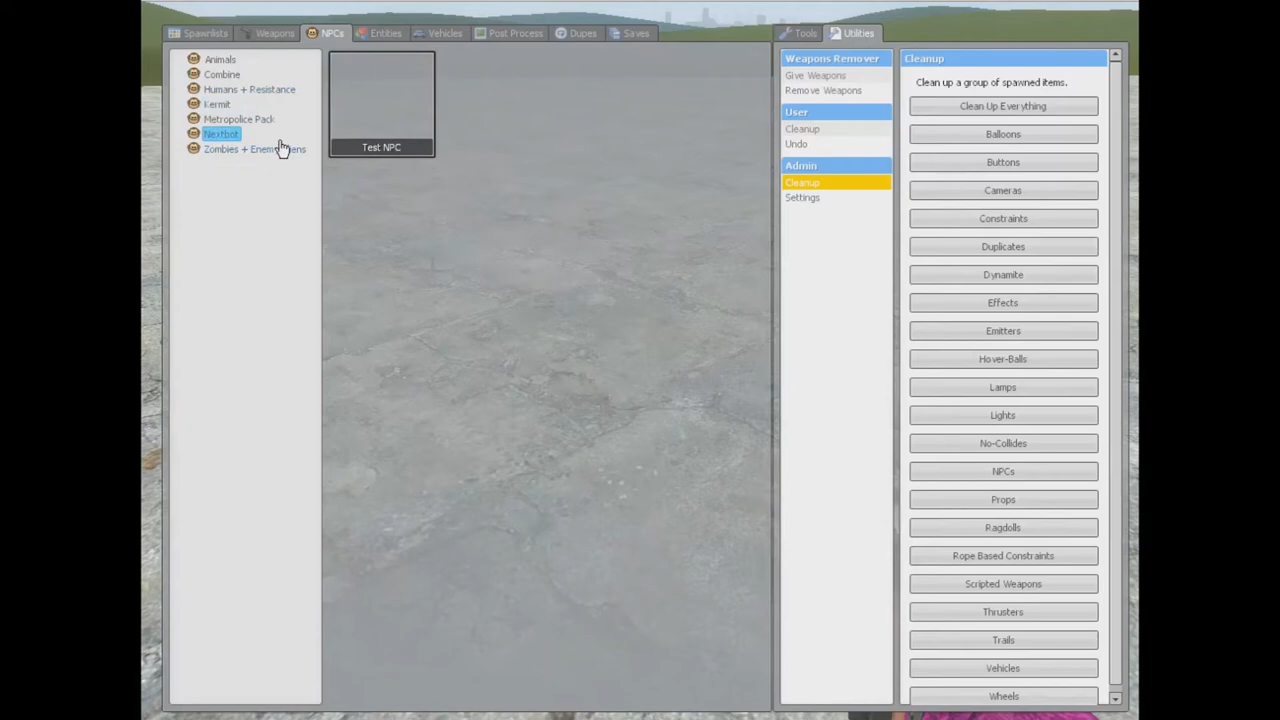 Spawnlists
Weapons
NPCs
Entities
Vehicles
Post Process
Dupes
Saves
Tools
Utilities
Animals
Combine
Humans + Resistance
Kermit
Metropolice Pack
Nextbot
Zombies + Enemy
Test NPC
Weapons Remover
Give Weapons
Remove Weapons
User
Cleanup
Undo
Admin
Cleanup
Settings
Cleanup
Clean up a group of spawned items.
Clean Up Everything
Balloons
Buttons
Cameras
Constraints
Duplicates
Dynamite
Effects
Emitters
Hover-Balls
Lamps
Lights
No-Collides
NPCs
Props
Ragdolls
Rope Based Constraints
Scripted Weapons
Thrusters
Trails
Vehicles
Wheels